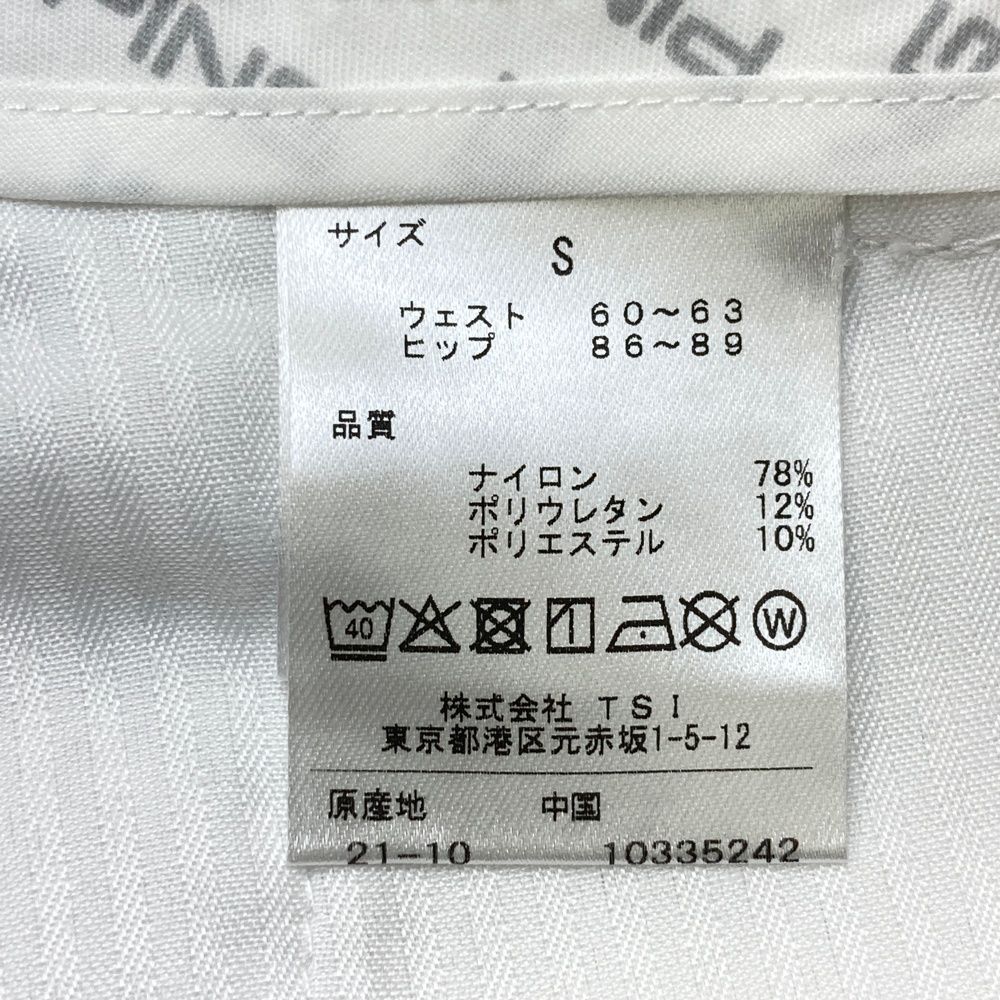 PIN
サイズ
S
ウェスト 60～63
ヒップ 86～89
品質
ナイロン 78%
ポリウレタン 12%
ポリエステル 10%
40 W
株式会社 TSI
東京都港区元赤坂1-5-12
原産地 中国
21-10 10335242